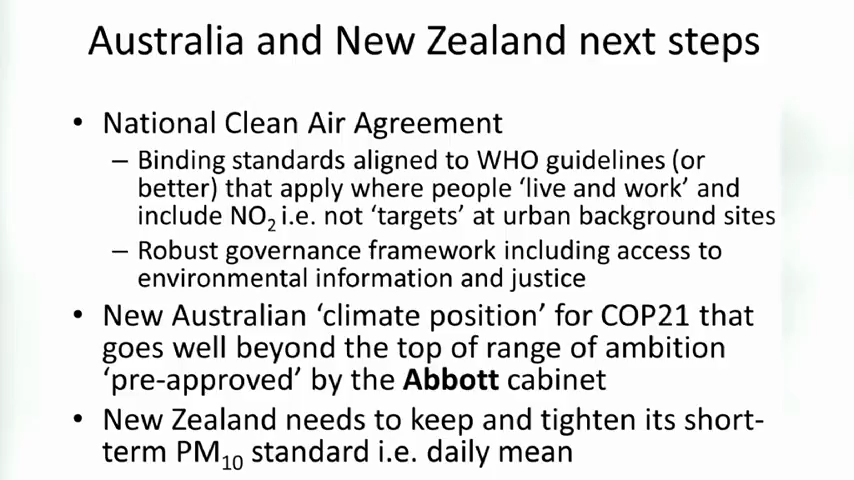 Australia and New Zealand next steps
• National Clean Air Agreement
– Binding standards aligned to WHO guidelines (or
better) that apply where people ‘live and work’ and
include NO2 i.e. not ‘targets’ at urban background sites
– Robust governance framework including access to
environmental information and justice
• New Australian ‘climate position’ for COP21 that
goes well beyond the top of range of ambition
‘pre-approved’ by the Abbott cabinet
• New Zealand needs to keep and tighten its short-
term PM10 standard i.e. daily mean